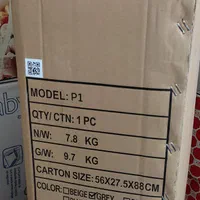 MODEL: P1
QTY/ CTN: 1 PC
N/W: 7.8 KG
G/W: 9.7 KG
CARTON SIZE: 56X27.5X88CM
COLOR: BEIGE GREY